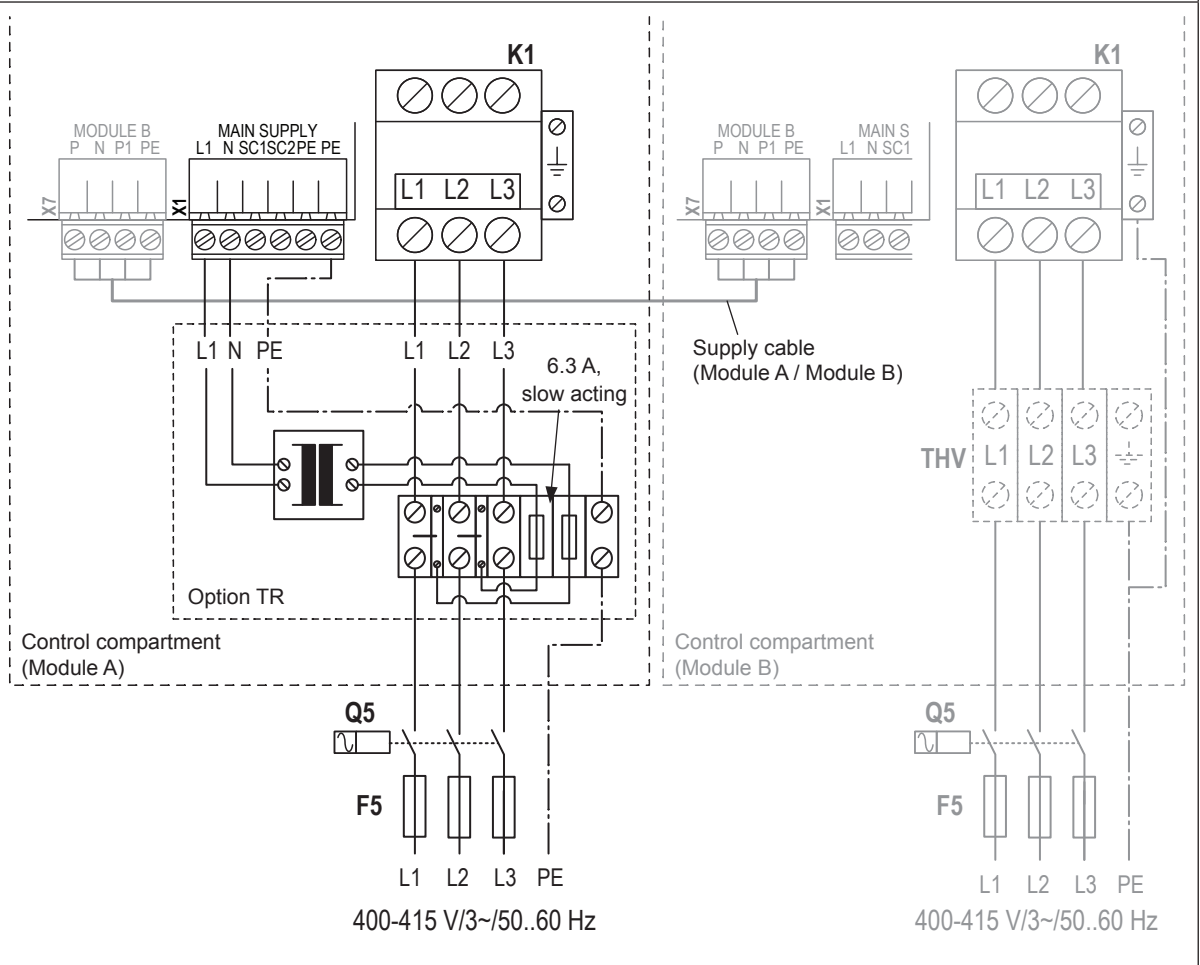 K1
MODULE B
P N P1 PE
MAIN SUPPLY
L1 N SC1SC2PE PE
X7
X1
L1 L2 L3
L1 N PE
L1 L2 L3
6.3 A,
slow acting
Option TR
Control compartment
(Module A)
Q5
F5
L1 L2 L3 PE
400-415 V/3~/50..60 Hz
K1
MODULE B
P N P1 PE
MAIN S
L1 N SC1
X7
X1
L1 L2 L3
Supply cable
(Module A / Module B)
THV L1 L2 L3
Control compartment
(Module B)
Q5
F5
L1 L2 L3 PE
400-415 V/3~/50..60 Hz